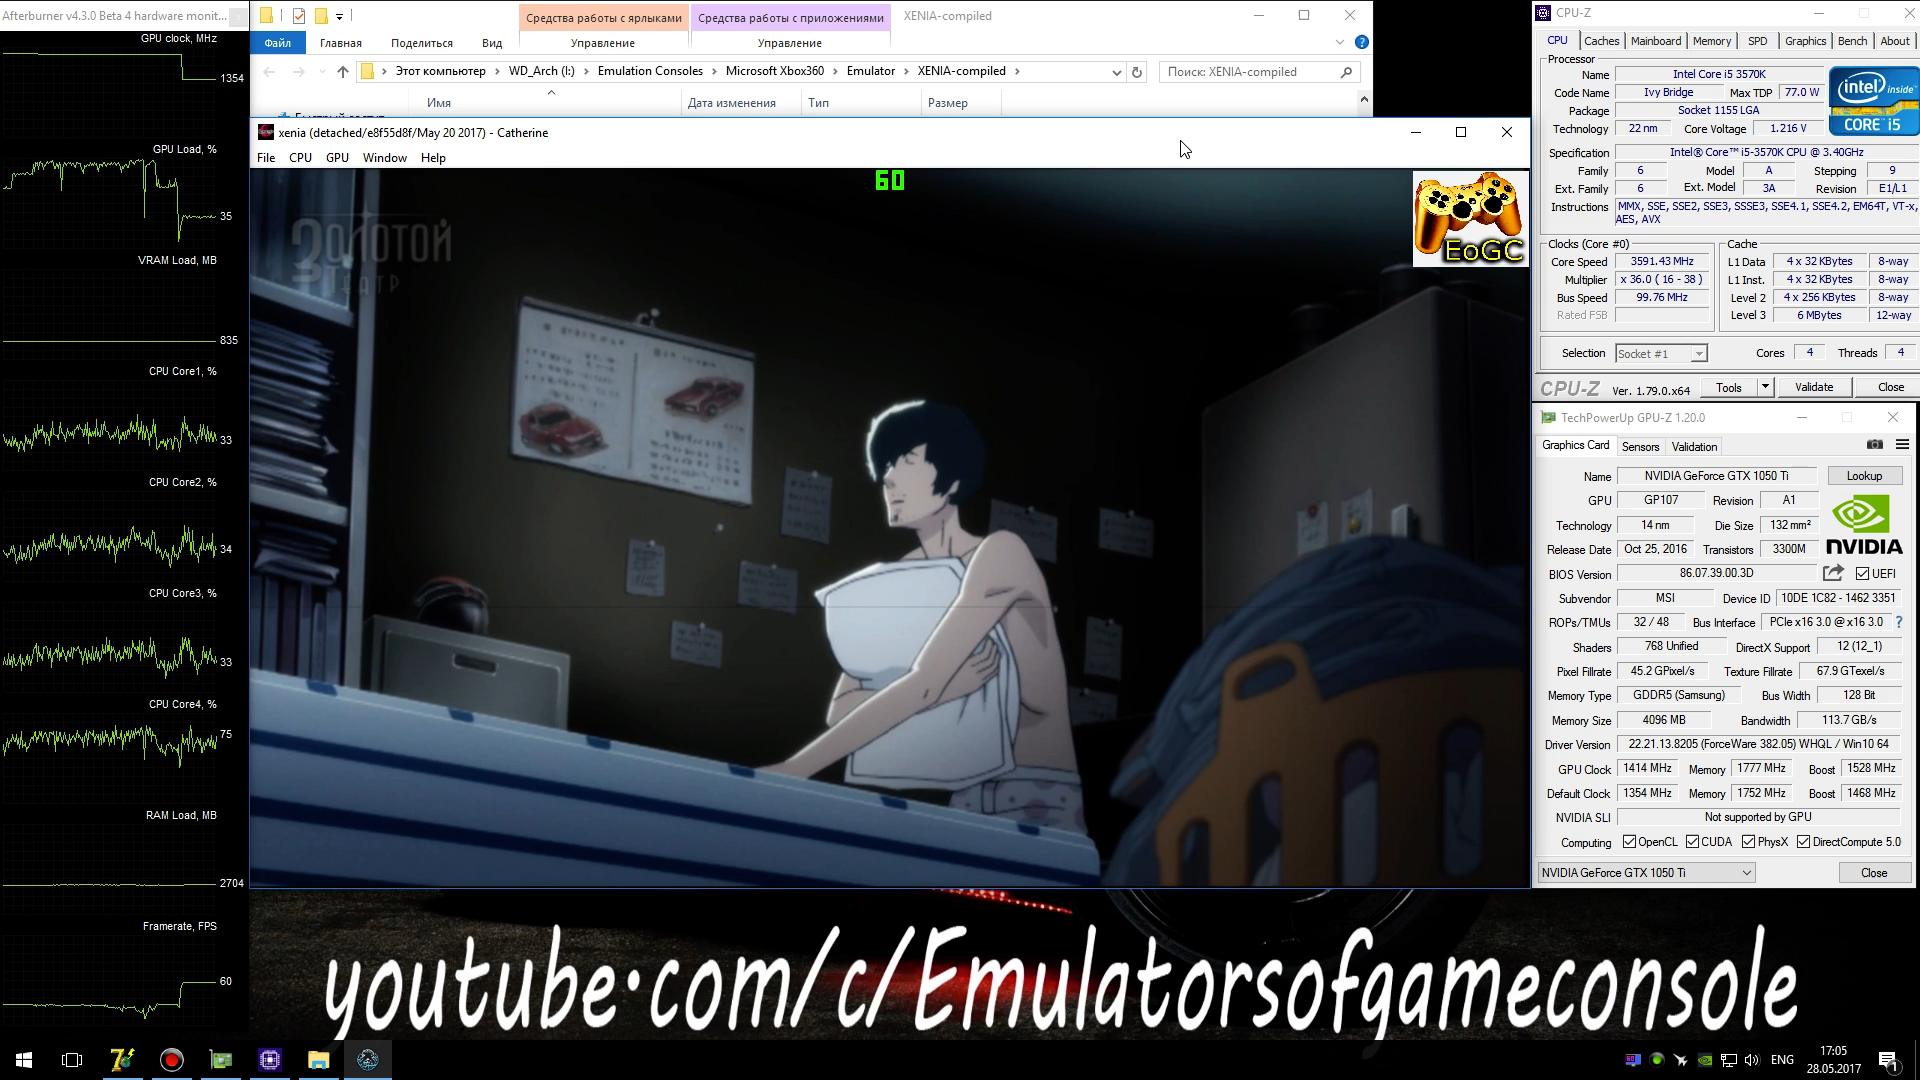 Afterburner v4.3.0 Beta 4 hardware monit...
GPU clock, MHz
1354
GPU Load, %
35
VRAM Load, MB
835
CPU Core1, %
33
CPU Core2, %
34
CPU Core3, %
33
CPU Core4, %
75
RAM Load, MB
2704
Framerate, FPS
60
Средства работы с ярлыками
Средства работы с приложениями
XENIA-compiled
Файл
Главная
Поделиться
Вид
Управление
Управление
Этот компьютер
WD_Arch (I:)
Emulation Consoles
Microsoft Xbox360
Emulator
XENIA-compiled
Поиск: XENIA-compiled
Имя
Дата изменения
Тип
Размер
xenia (detached/e8f55d8f/May 20 2017) - Catherine
File CPU GPU Window Help
60
Золотой
Театр
EoGC
CPU-Z
CPU Caches Mainboard Memory SPD Graphics Bench About
Processor
Name Intel Core i5 3570K
Code Name Ivy Bridge Max TDP 77.0 W
Package Socket 1155 LGA
Technology 22 nm Core Voltage 1.216 V
intel inside™
CORE i5
Specification Intel® Core™ i5-3570K CPU @ 3.40GHz
Family 6 Model A Stepping 9
Ext. Family 6 Ext. Model 3A Revision E1/L1
Instructions MMX, SSE, SSE2, SSE3, SSSE3, SSE4.1, SSE4.2, EM64T, VT-x,
AES, AVX
Clocks (Core #0)
Core Speed 3591.43 MHz
Multiplier x 36.0 ( 16 - 38 )
Bus Speed 99.76 MHz
Rated FSB
Cache
L1 Data 4 x 32 KBytes 8-way
L1 Inst. 4 x 32 KBytes 8-way
Level 2 4 x 256 KBytes 8-way
Level 3 6 MBytes 12-way
Selection Socket #1 Cores 4 Threads 4
CPU-Z Ver. 1.79.0.x64 Tools Validate Close
TechPowerUp GPU-Z 1.20.0
Graphics Card Sensors Validation
Name NVIDIA GeForce GTX 1050 Ti Lookup
GPU GP107 Revision A1
Technology 14 nm Die Size 132 mm²
Release Date Oct 25, 2016 Transistors 3300M
NVIDIA
BIOS Version 86.07.39.00.3D UEFI
Subvendor MSI Device ID 10DE 1C82 - 1462 3351
ROPs/TMUs 32 / 48 Bus Interface PCIe x16 3.0 @ x16 3.0 ?
Shaders 768 Unified DirectX Support 12 (12_1)
Pixel Fillrate 45.2 GPixel/s Texture Fillrate 67.9 GTexel/s
Memory Type GDDR5 (Samsung) Bus Width 128 Bit
Memory Size 4096 MB Bandwidth 113.7 GB/s
Driver Version 22.21.13.8205 (ForceWare 382.05) WHQL / Win10 64
GPU Clock 1414 MHz Memory 1777 MHz Boost 1528 MHz
Default Clock 1354 MHz Memory 1752 MHz Boost 1468 MHz
NVIDIA SLI Not supported by GPU
Computing OpenCL CUDA PhysX DirectCompute 5.0
NVIDIA GeForce GTX 1050 Ti Close
youtube.com/c/Emulatorsofgameconsole
ENG
17:05
28.05.2017
1